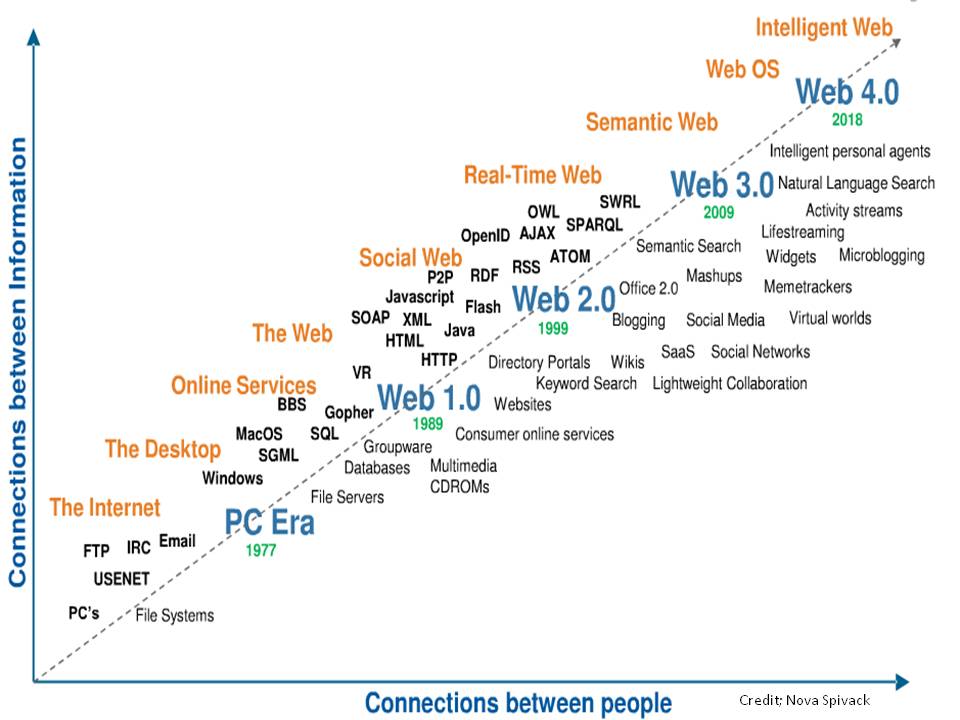 Intelligent Web
Web OS
Web 4.0
2018
Semantic Web
Intelligent personal agents
Real-Time Web
Web 3.0
Natural Language Search
2009
SWRL
OWL
Activity streams
SPARQL
OpenID
AJAX
Lifestreaming
Semantic Search
Social Web
ATOM
Widgets
Microblogging
RSS
P2P
RDF
Mashups
Office 2.0
Memetrackers
Javascript
Flash
Web 2.0
SOAP
XML
Blogging
Social Media
Virtual worlds
1999
The Web
Java
HTML
HTTP
Directory Portals
Wikis
SaaS
Social Networks
VR
Online Services
Keyword Search
Lightweight Collaboration
Web 1.0
BBS
Gopher
Websites
1989
MacOS
SQL
Consumer online services
The Desktop
SGML
Groupware
Databases
Multimedia
CDROMs
Windows
File Servers
The Internet
PC Era
1977
FTP
IRC
Email
USENET
PC's
File Systems
Connections between Information
Connections between people
Credit; Nova Spivack